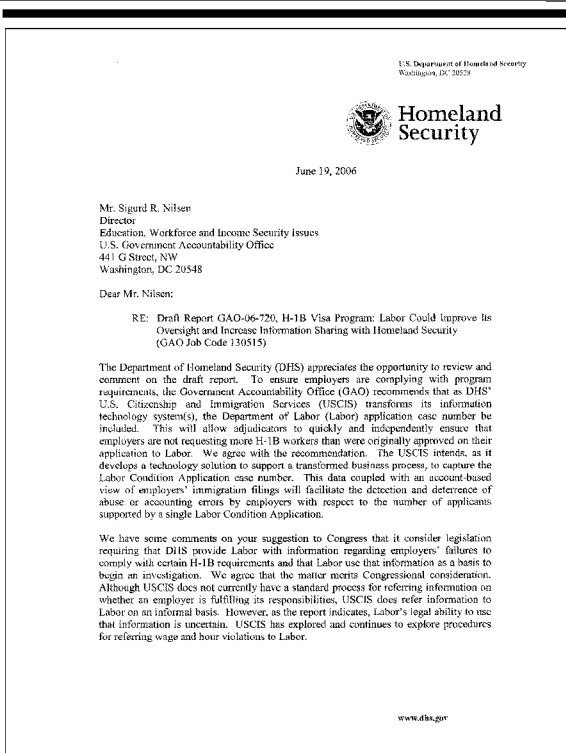 U.S. Department of Homeland Security
Washington, DC 20528
Homeland
Security
June 19, 2006
Mr. Sigurd R. Nilsen
Director
Education, Workforce and Income Security Issues
U.S. Government Accountability Office
441 G Street, NW
Washington, DC 20548
Dear Mr. Nilsen:
RE: Draft Report GAO-06-720, H-1B Visa Program: Labor Could Improve Its
Oversight and Increase Information Sharing with Homeland Security
(GAO Job Code 130515)
The Department of Homeland Security (DHS) appreciates the opportunity to review and
comment on the draft report. To ensure employers are complying with program
requirements, the Government Accountability Office (GAO) recommends that as DHS'
U.S. Citizenship and Immigration Services (USCIS) transforms its information
technology system(s), the Department of Labor (Labor) application case number be
included. This will allow adjudicators to quickly and independently ensure that
employers are not requesting more H-1B workers than were originally approved on their
application to Labor. We agree with the recommendation. The USCIS intends, as it
develops a technology solution to support a transformed business process, to capture the
Labor Condition Application case number. This data coupled with an account-based
view of employers' immigration filings will facilitate the detection and deterrence of
abuse or accounting errors by employers with respect to the number of applicants
supported by a single Labor Condition Application.
We have some comments on your suggestion to Congress that it consider legislation
requiring that DHS provide Labor with information regarding employers' failures to
comply with certain H-1B requirements and that Labor use that information as a basis to
begin an investigation. We agree that the matter merits Congressional consideration.
Although USCIS does not currently have a standard process for referring information on
whether an employer is fulfilling its responsibilities, USCIS does refer information to
Labor on an informal basis. However, as the report indicates, Labor's legal ability to use
that information is uncertain. USCIS has explored and continues to explore procedures
for referring wage and hour violations to Labor.
www.dhs.gov